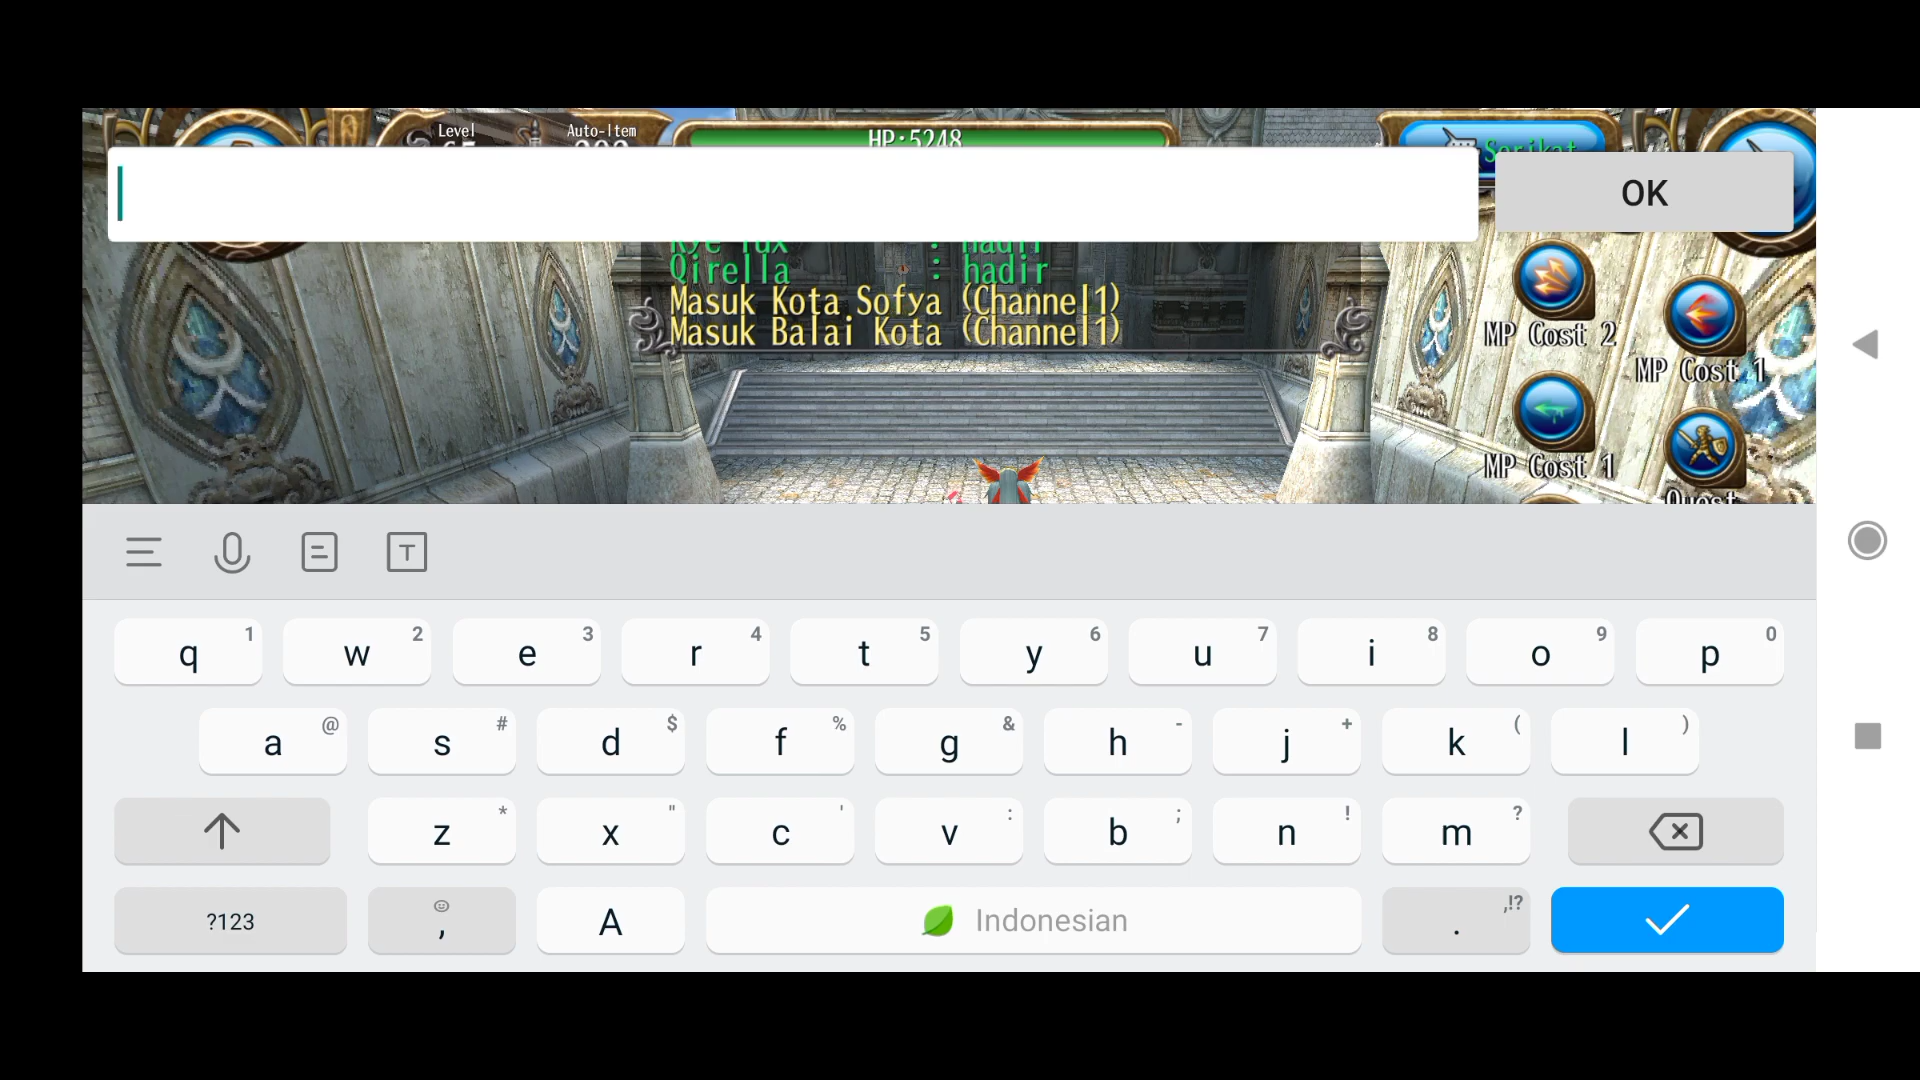 Level
Auto-Item
HP:5248
OK
Qirella : hadir
Masuk Kota Sofya (Channel1)
Masuk Balai Kota (Channel1)
MP Cost 2
MP Cost 1
MP Cost 1
Quest
T
q 1 w 2 e 3 r 4 t 5 y 6 u 7 i 8 o 9 p 0
a @ s # d $ f % g & h - j + k ( l )
z * x " c ' v : b ; n ! m ?
?123 , A Indonesian . ,!?